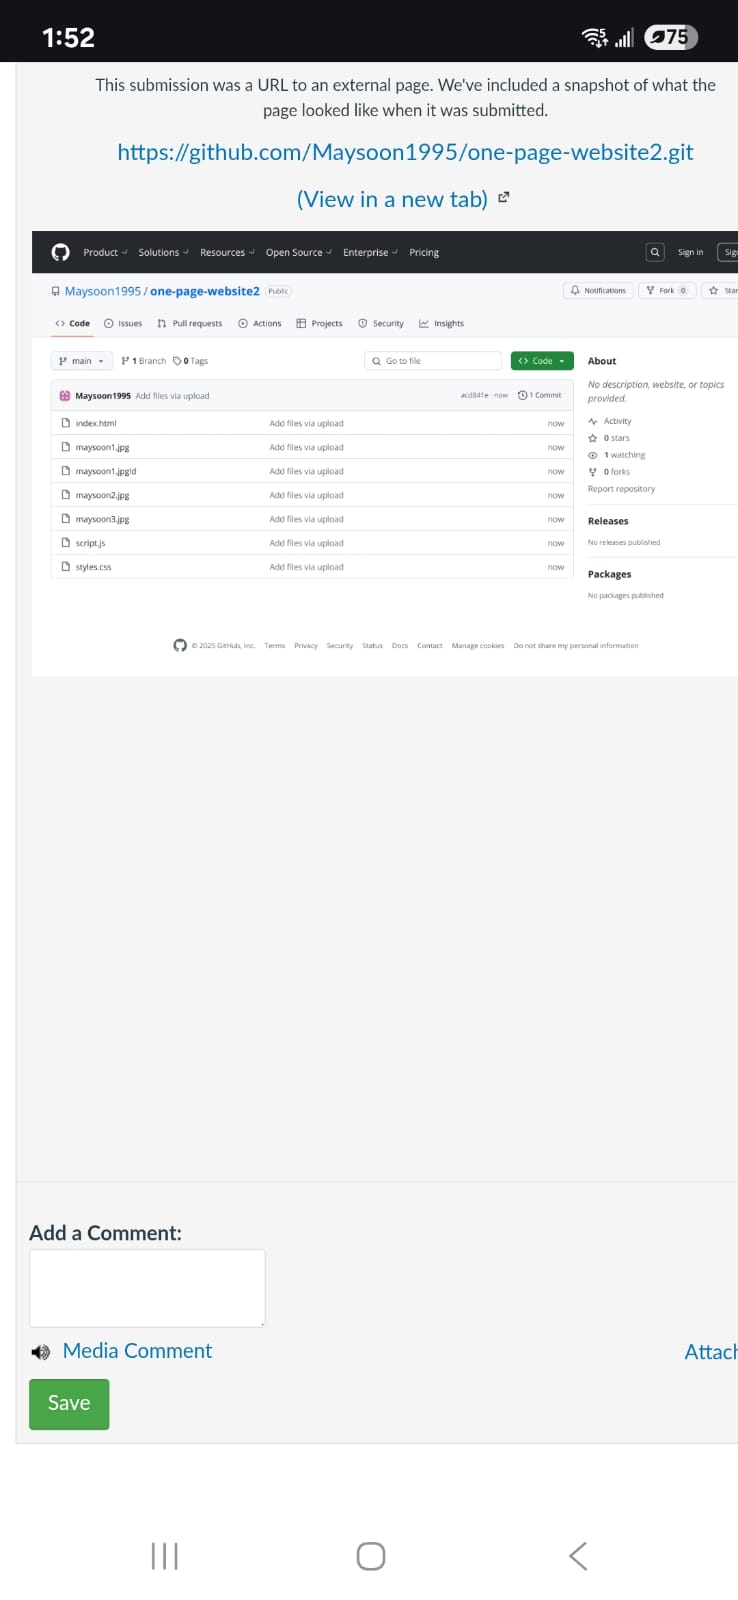 1:52
75
This submission was a URL to an external page. We've included a snapshot of what the
page looked like when it was submitted.
https://github.com/Maysoon1995/one-page-website2.git
(View in a new tab)
Product Solutions Resources Open Source Enterprise Pricing Sign in Sig
Maysoon1995 / one-page-website2 Public Notifications Fork 0 Star
Code Issues Pull requests Actions Projects Security Insights
main 1 Branch 0 Tags Go to file Code About
No description, website, or topics
provided.
Maysoon1995 Add files via upload acd841e · now 1 Commit
index.html Add files via upload now
maysoon1.jpg Add files via upload now
maysoon1.jpg!d Add files via upload now
maysoon2.jpg Add files via upload now
maysoon3.jpg Add files via upload now
script.js Add files via upload now
styles.css Add files via upload now
Activity
0 stars
1 watching
0 forks
Report repository
Releases
No releases published
Packages
No packages published
© 2025 GitHub, Inc. Terms Privacy Security Status Docs Contact Manage cookies Do not share my personal information
Add a Comment:
Media Comment
Attach
Save